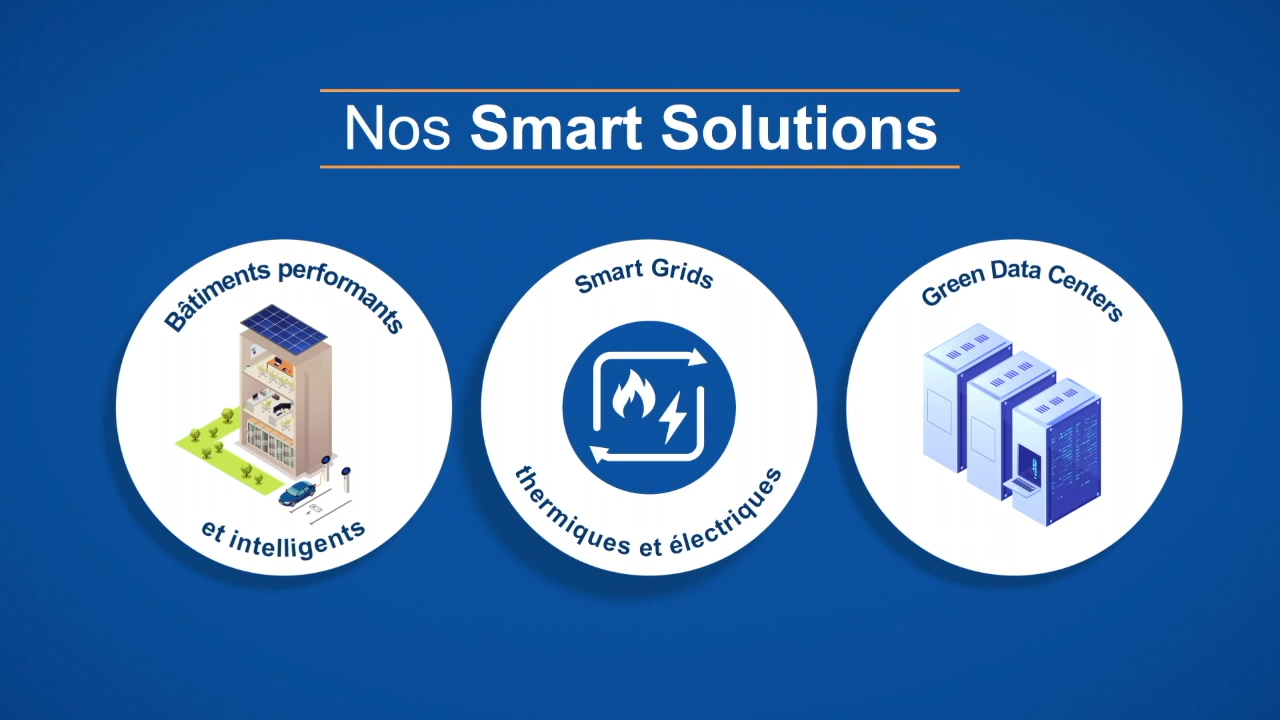 Nos Smart Solutions
Bâtiments performants
et intelligents
Smart Grids
thermiques et électriques
Green Data Centers